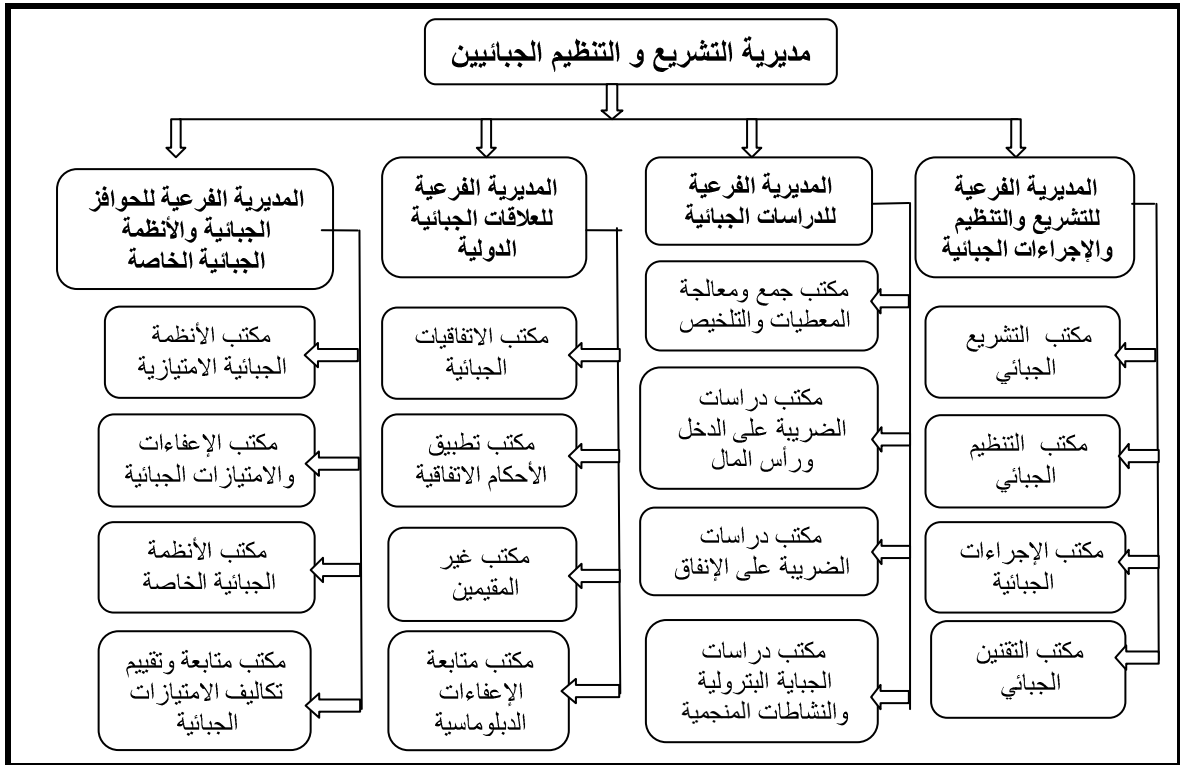 مديرية التشريع و التنظيم الجبائيين
المديرية الفرعية
للتشريع والتنظيم
والإجراءات الجبائية
مكتب التشريع
الجبائي
مكتب التنظيم
الجبائي
مكتب الإجراءات
الجبائية
مكتب التقنين
الجبائي
المديرية الفرعية
للدراسات الجبائية
مكتب جمع ومعالجة
المعطيات والتلخيص
مكتب دراسات
الضريبة على الدخل
ورأس المال
مكتب دراسات
الضريبة على الإنفاق
مكتب دراسات
الجباية البترولية
والنشاطات المنجمية
المديرية الفرعية
للعلاقات الجبائية
الدولية
مكتب الاتفاقيات
الجبائية
مكتب تطبيق
الأحكام الاتفاقية
مكتب غير
المقيمين
مكتب متابعة
الإعفاءات
الدبلوماسية
المديرية الفرعية للحوافز
الجبائية والأنظمة
الجبائية الخاصة
مكتب الأنظمة
الجبائية الامتيازية
مكتب الإعفاءات
والامتيازات الجبائية
مكتب الأنظمة
الجبائية الخاصة
مكتب متابعة وتقييم
تكاليف الامتيازات
الجبائية